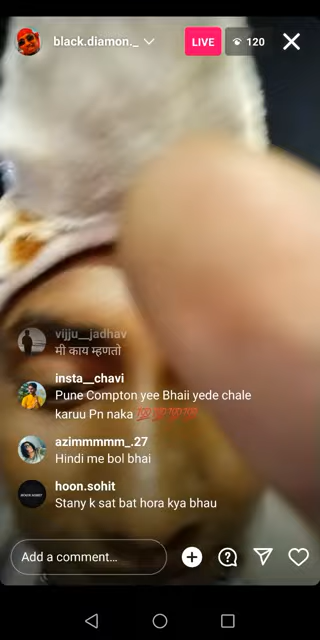 black.diamon._
LIVE
120
vijju__jadhav
मी काय म्हणतो
insta__chavi
Pune Compton yee Bhaii yede chale
karuu Pn naka 💯💯💯💯
azimmmmm_.27
Hindi me bol bhai
hoon.sohit
Stany k sat bat hora kya bhau
Add a comment...